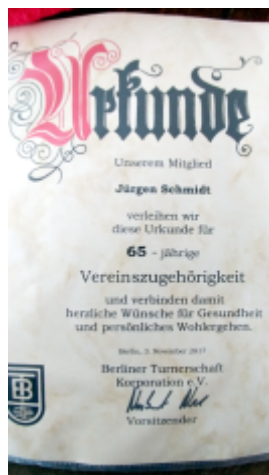 Urkunde
Unserem Mitglied
Jürgen Schmidt
verleihen wir
diese Urkunde für
65 - jährige
Vereinszugehörigkeit
und verbinden damit
herzliche Wünsche für Gesundheit
und persönliches Wohlergehen.
Berlin, 3. November 2017
Berliner Turnerschaft
Korporation e.V.
Vorsitzender